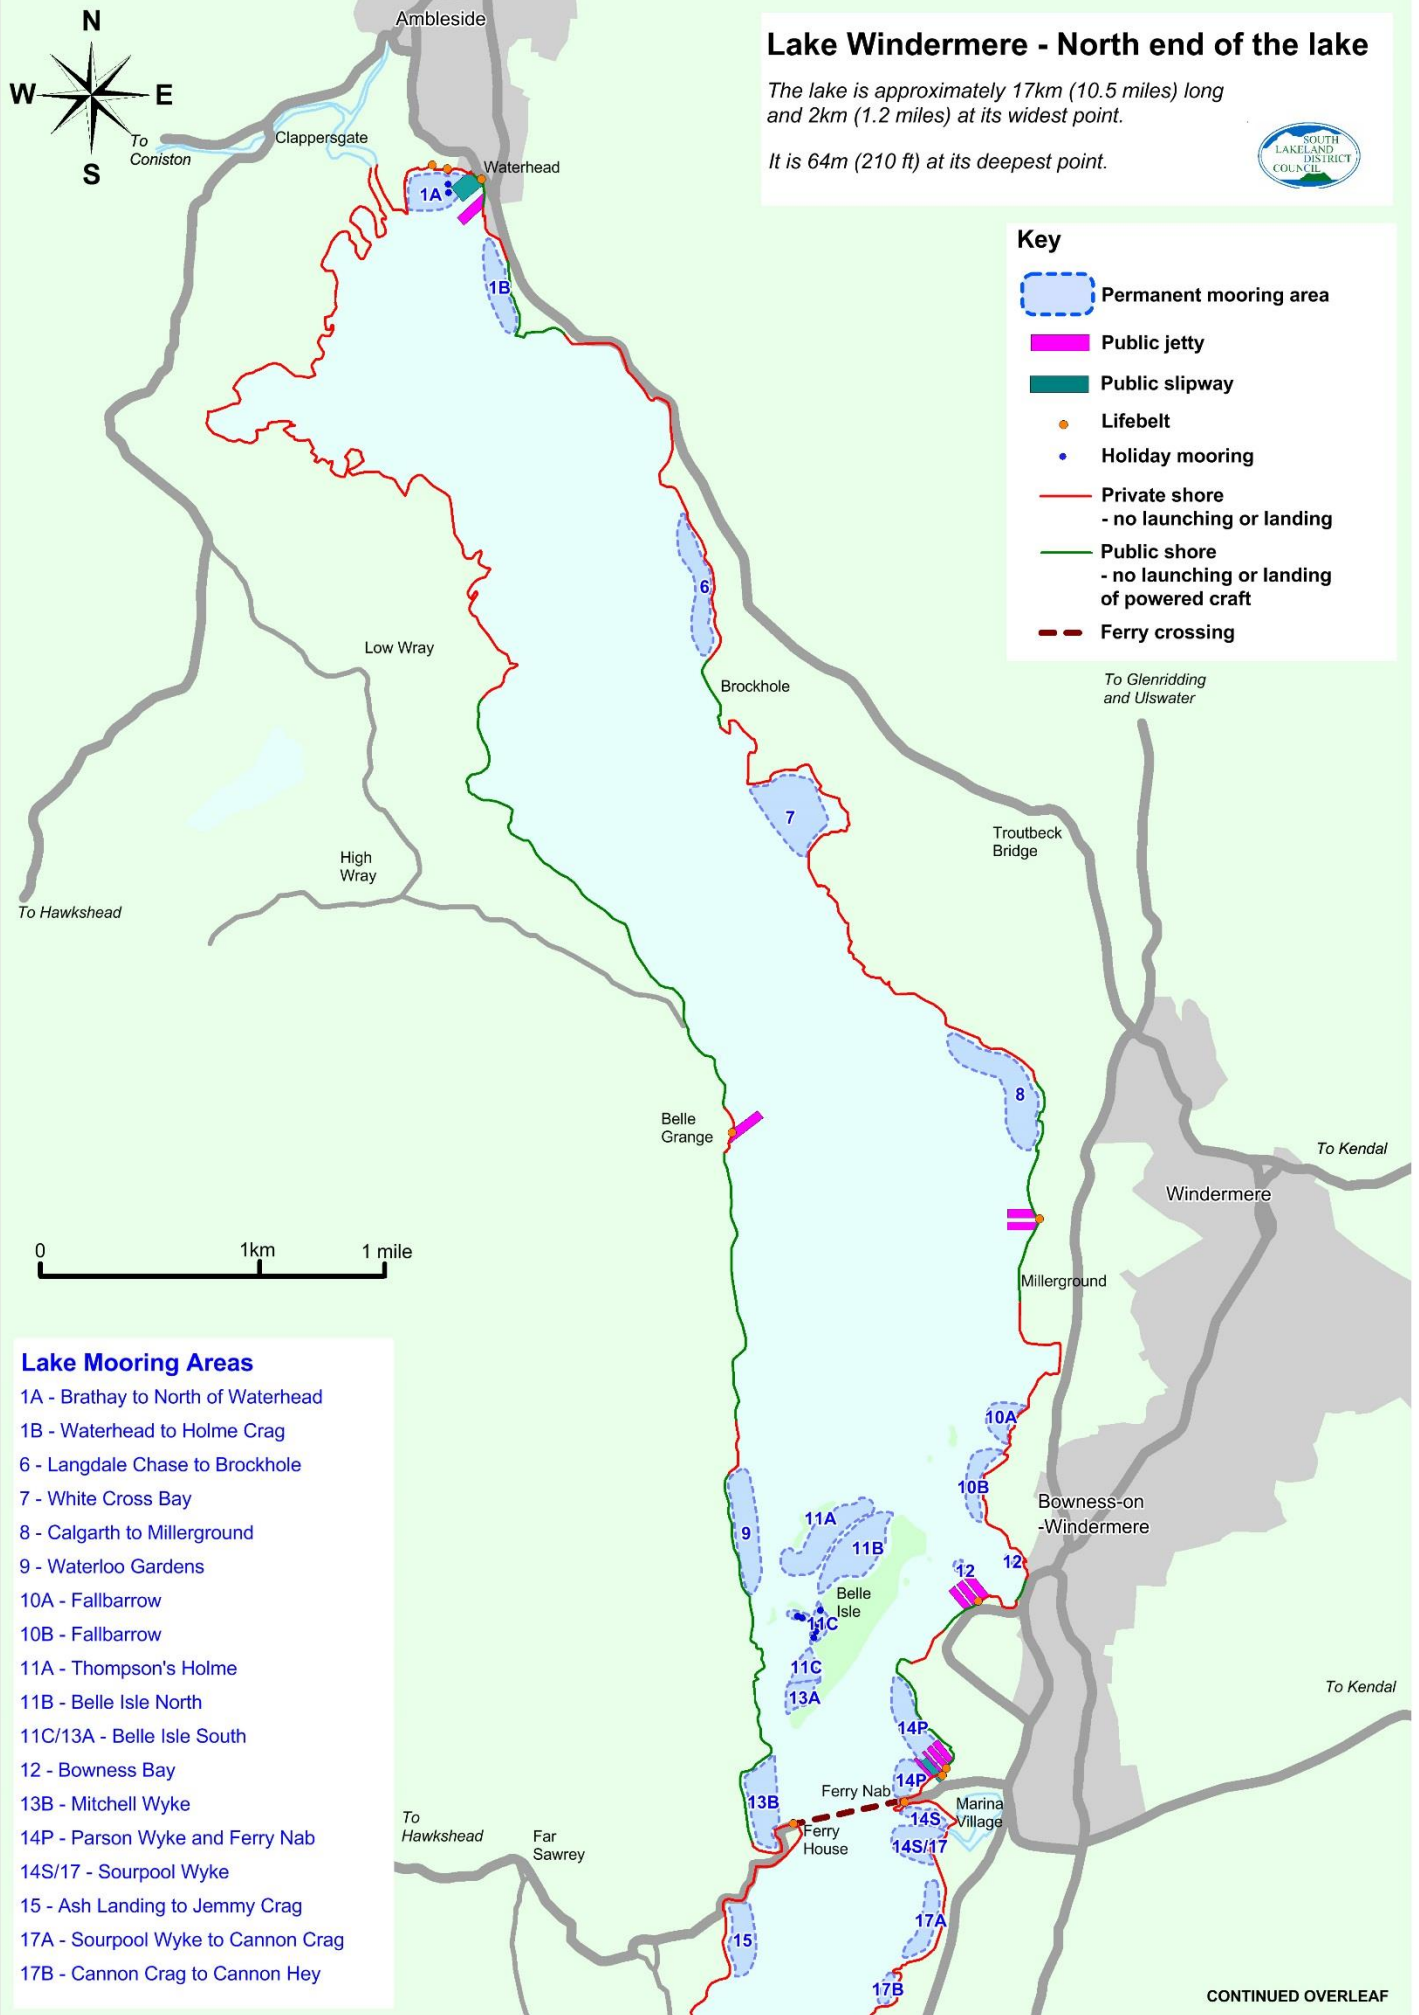 N
W
E
S
Ambleside
To
Coniston
Clappersgate
Waterhead
1A
1B
Lake Windermere - North end of the lake
The lake is approximately 17km (10.5 miles) long
and 2km (1.2 miles) at its widest point.
It is 64m (210 ft) at its deepest point.
SOUTH
LAKELAND
DISTRICT
COUNCIL
Key
Permanent mooring area
Public jetty
Public slipway
Lifebelt
Holiday mooring
Private shore
- no launching or landing
Public shore
- no launching or landing
of powered craft
Ferry crossing
6
Low Wray
Brockhole
To Glenridding
and Ulswater
7
Troutbeck
Bridge
High
Wray
To Hawkshead
8
Belle
Grange
To Kendal
Windermere
0
1km
1 mile
Millerground
10A
10B
Bowness-on
-Windermere
9
11A
11B
12
12
Belle
Isle
11C
11C
13A
To Kendal
14P
14P
13B
Ferry Nab
Marina
Village
14S
Ferry
House
14S/17
To
Hawkshead
Far
Sawrey
17A
15
17B
Lake Mooring Areas
1A - Brathay to North of Waterhead
1B - Waterhead to Holme Crag
6 - Langdale Chase to Brockhole
7 - White Cross Bay
8 - Calgarth to Millerground
9 - Waterloo Gardens
10A - Fallbarrow
10B - Fallbarrow
11A - Thompson's Holme
11B - Belle Isle North
11C/13A - Belle Isle South
12 - Bowness Bay
13B - Mitchell Wyke
14P - Parson Wyke and Ferry Nab
14S/17 - Sourpool Wyke
15 - Ash Landing to Jemmy Crag
17A - Sourpool Wyke to Cannon Crag
17B - Cannon Crag to Cannon Hey
CONTINUED OVERLEAF